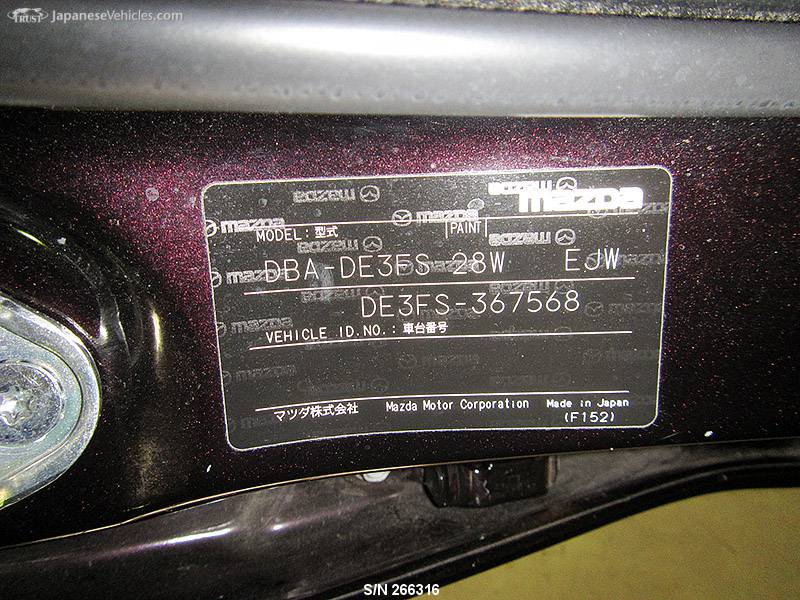 TRUST JapaneseVehicles.com
mazda
MODEL：型式 PAINT
DBA-DE3FS 28W EJW
DE3FS-367568
VEHICLE ID.NO.：車台番号
マツダ株式会社 Mazda Motor Corporation Made in Japan
(F152)
S/N 266316